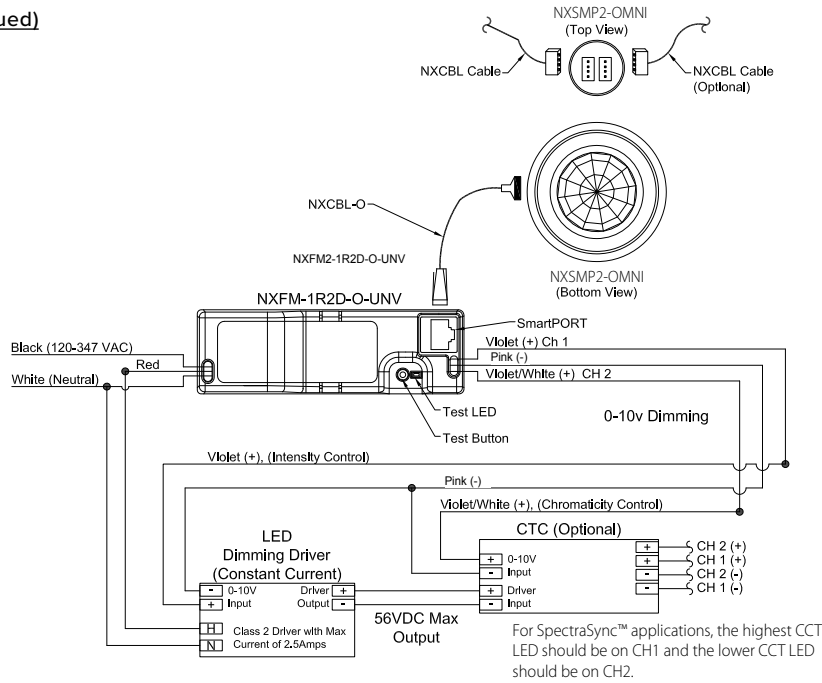 ued)
NXSMP2-OMNI
(Top View)
NXCBL Cable
NXCBL Cable
(Optional)
NXCBL-O
NXFM2-1R2D-O-UNV
NXSMP2-OMNI
(Bottom View)
NXFM-1R2D-O-UNV
SmartPORT
Violet (+) Ch 1
Black (120-347 VAC)
Pink (-)
Red
Violet/White (+) CH 2
White (Neutral)
Test LED
0-10v Dimming
Test Button
Violet (+), (Intensity Control)
Pink (-)
Violet/White (+), (Chromaticity Control)
LED
Dimming Driver
(Constant Current)
CTC (Optional)
+ CH 2 (+)
+ 0-10V
+ CH 1 (+)
- Input
- CH 2 (-)
- CH 1 (-)
- 0-10V
Driver +
+ Driver
+ Input
Output -
- Input
56VDC Max
Output
H
Class 2 Driver with Max
N
Current of 2.5Amps
For SpectraSync™ applications, the highest CCT
LED should be on CH1 and the lower CCT LED
should be on CH2.